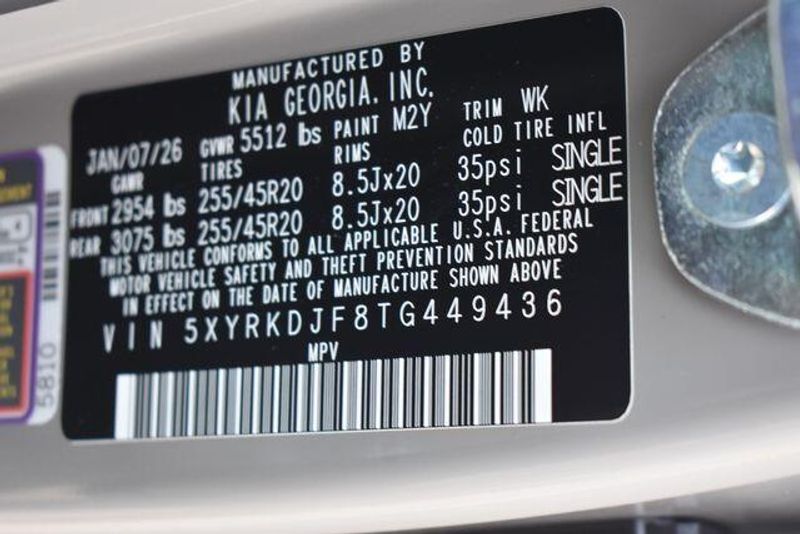 MANUFACTURED BY
KIA GEORGIA, INC.
JAN/07/26 GVWR 5512 lbs PAINT M2Y TRIM WK
GAWR TIRES RIMS COLD TIRE INFL
FRONT 2954 lbs 255/45R20 8.5Jx20 35psi SINGLE
REAR 3075 lbs 255/45R20 8.5Jx20 35psi SINGLE
THIS VEHICLE CONFORMS TO ALL APPLICABLE U.S.A. FEDERAL
MOTOR VEHICLE SAFETY AND THEFT PREVENTION STANDARDS
IN EFFECT ON THE DATE OF MANUFACTURE SHOWN ABOVE
VIN 5XYRKDJF8TG449436
MPV
5810